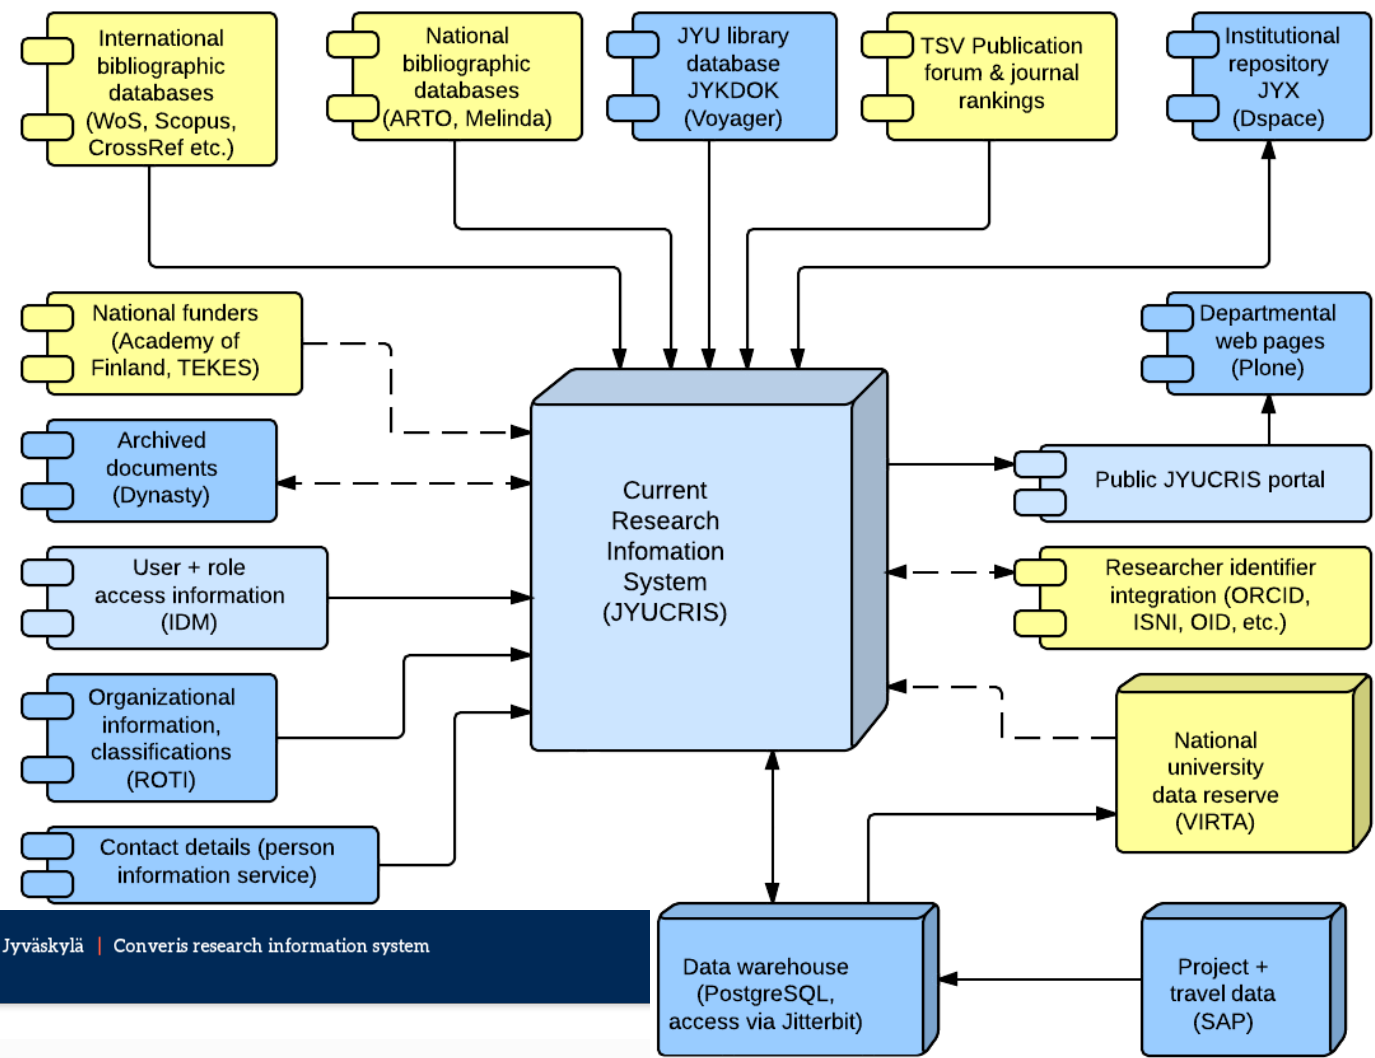 International
bibliographic
databases
(WoS, Scopus,
CrossRef etc.)
National
bibliographic
databases
(ARTO, Melinda)
JYU library
database
JYKDOK
(Voyager)
TSV Publication
forum & journal
rankings
Institutional
repository
JYX
(Dspace)
National funders
(Academy of
Finland, TEKES)
Departmental
web pages
(Plone)
Archived
documents
(Dynasty)
Current
Research
Infomation
System
(JYUCRIS)
Public JYUCRIS portal
User + role
access information
(IDM)
Researcher identifier
integration (ORCID,
ISNI, OID, etc.)
Organizational
information,
classifications
(ROTI)
National
university
data reserve
(VIRTA)
Contact details (person
information service)
Jyväskylä | Converis research information system
Data warehouse
(PostgreSQL,
access via Jitterbit)
Project +
travel data
(SAP)